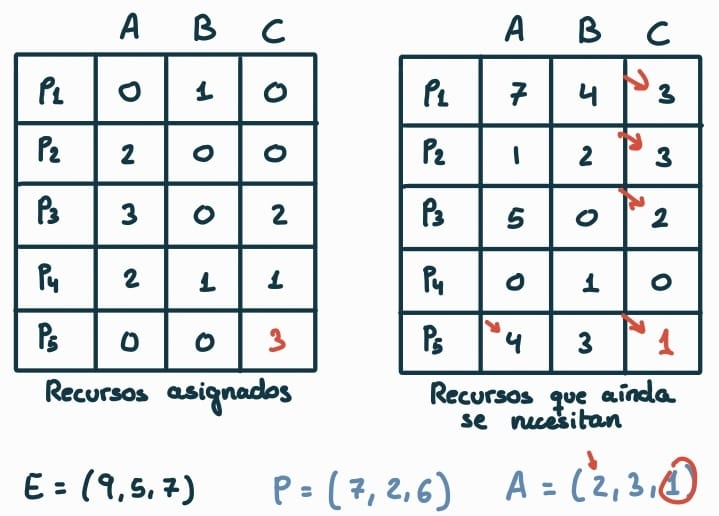 A B C A B C
P1 0 1 0 P1 7 4 3
P2 2 0 0 P2 1 2 3
P3 3 0 2 P3 5 0 2
P4 2 1 1 P4 0 1 0
P5 0 0 3 P5 4 3 1
Recursos asignados
Recursos que ainda
se necesitan
E = (9,5,7) P = (7,2,6) A = (2,3,1)